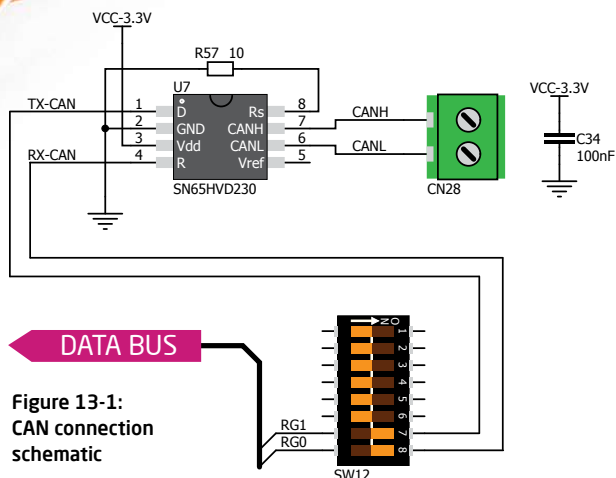 VCC-3.3V
R57 10
U7
TX-CAN 1 D Rs 8
2 GND CANH 7 CANH
3 Vdd CANL 6 CANL
RX-CAN 4 R Vref 5
SN65HVD230
CN28
VCC-3.3V
C34
100nF
DATA BUS
ON
1
2
3
4
5
6
RG1 7
RG0 8
SW12
Figure 13-1:
CAN connection
schematic